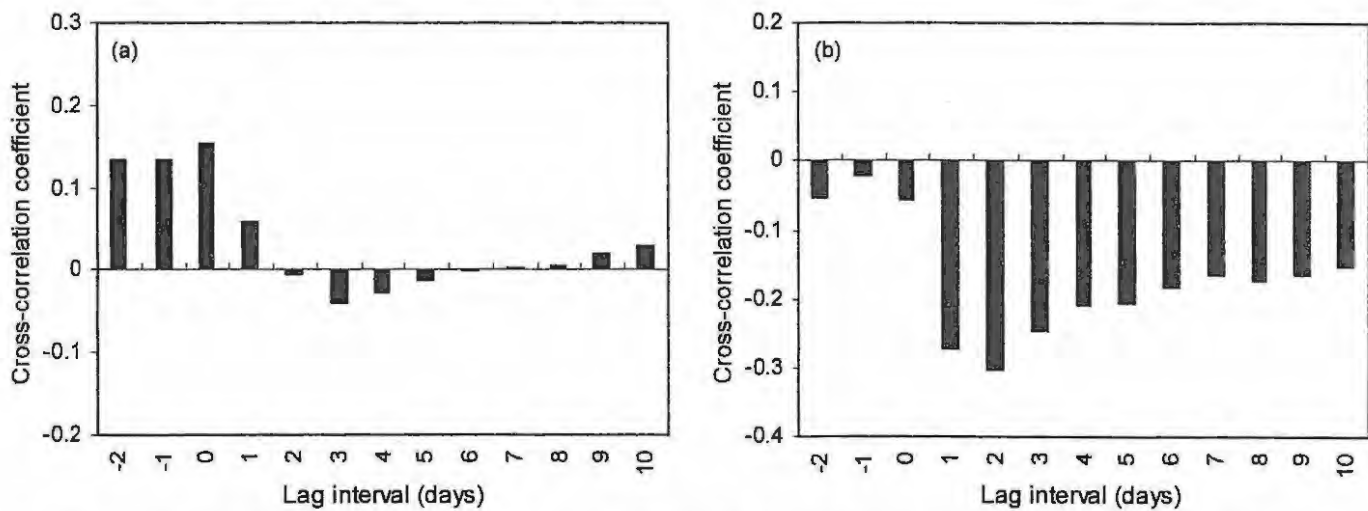 (a)
Cross-correlation coefficient
0.3
0.2
0.1
0
-0.1
-0.2
-2 -1 0 1 2 3 4 5 6 7 8 9 10
Lag interval (days)
(b)
Cross-correlation coefficient
0.2
0.1
0
-0.1
-0.2
-0.3
-0.4
-2 -1 0 1 2 3 4 5 6 7 8 9 10
Lag interval (days)